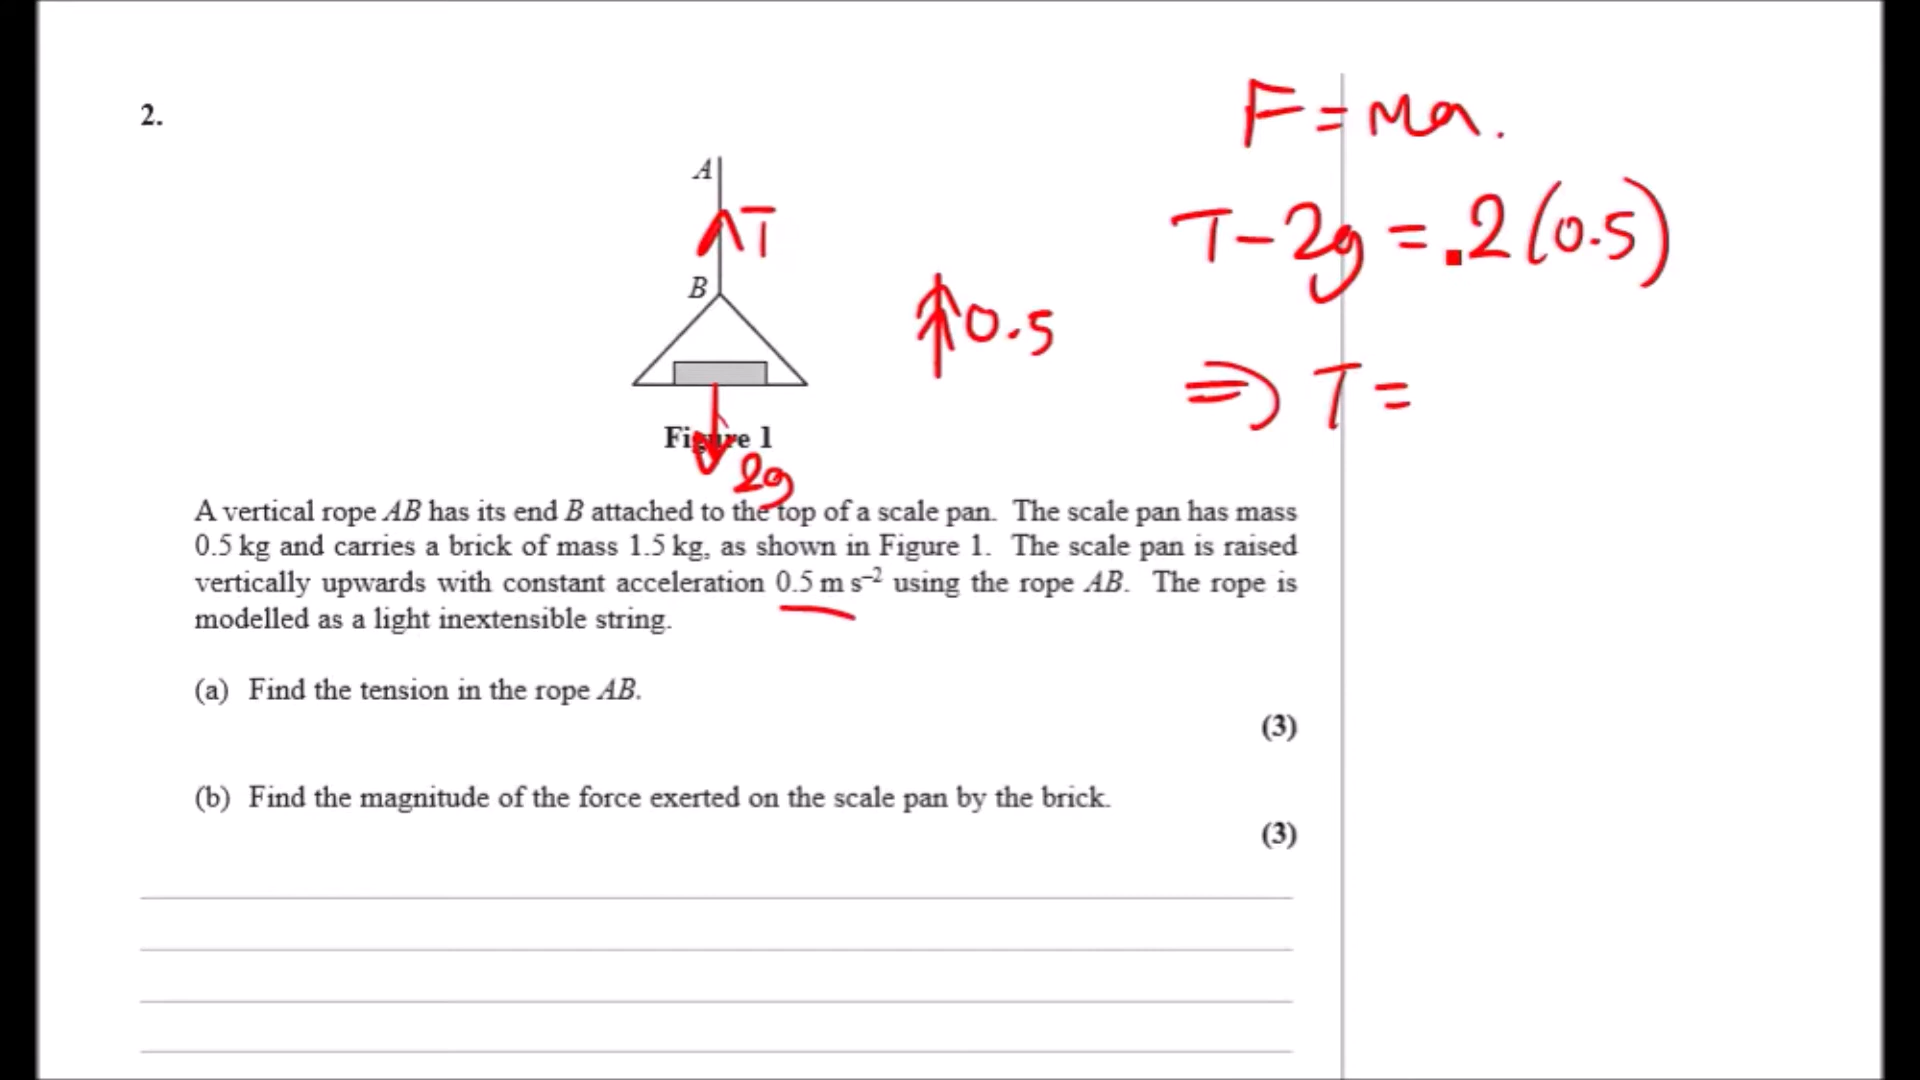 2.
F = ma.
A
T
T - 2g = .2(0.5)
B
0.5
⇒ T =
Figure 1
2g
A vertical rope AB has its end B attached to the top of a scale pan. The scale pan has mass
0.5 kg and carries a brick of mass 1.5 kg, as shown in Figure 1. The scale pan is raised
vertically upwards with constant acceleration 0.5 m s⁻² using the rope AB. The rope is
modelled as a light inextensible string.
(a) Find the tension in the rope AB.
(3)
(b) Find the magnitude of the force exerted on the scale pan by the brick.
(3)